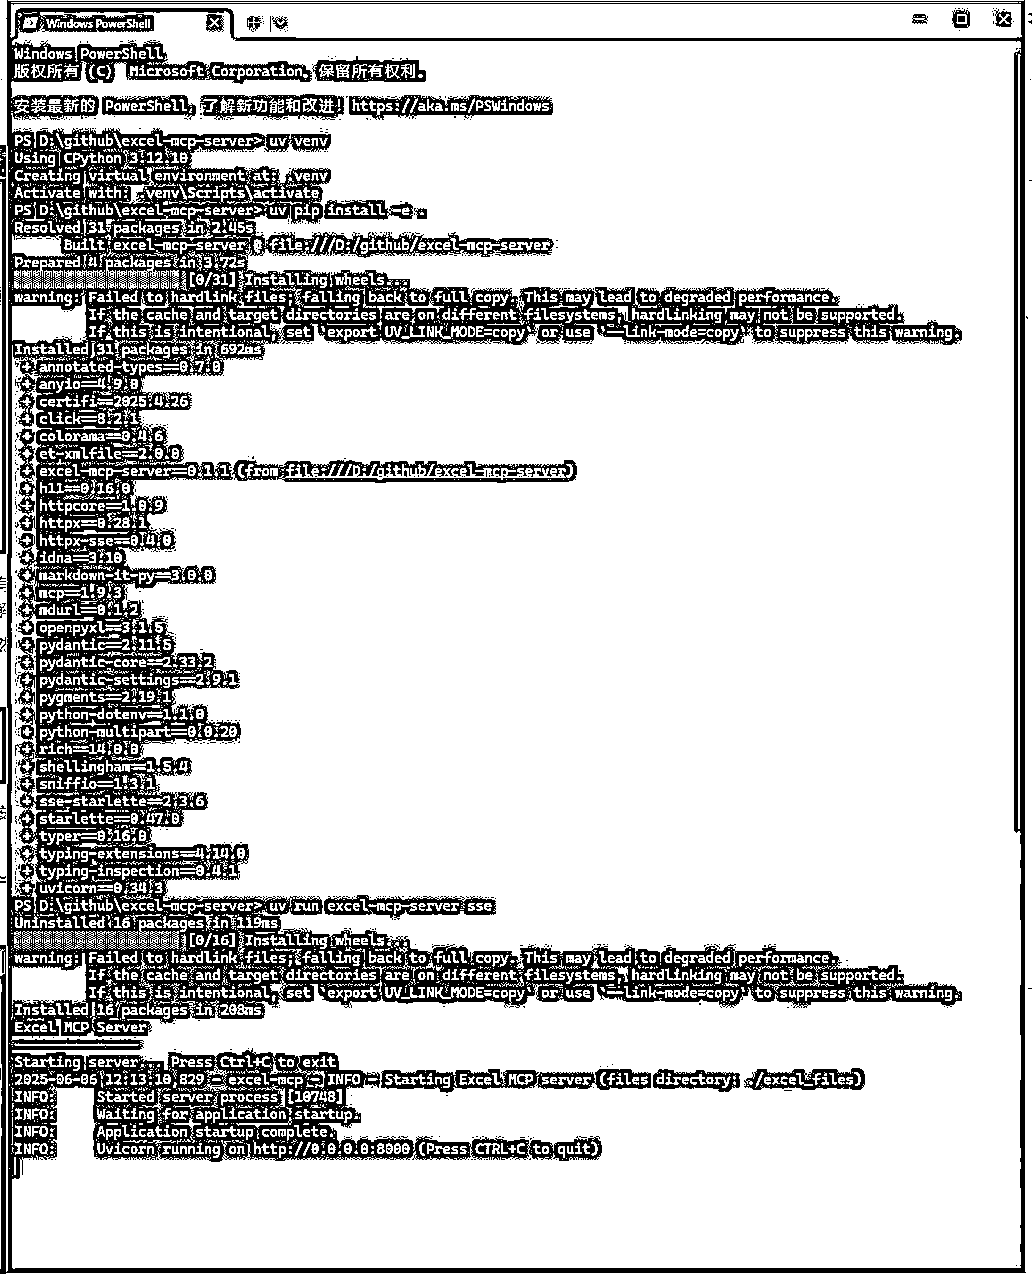 Windows PowerShell
Windows PowerShell
版权所有 (C) Microsoft Corporation。保留所有权利。
安装最新的 PowerShell，了解新功能和改进！https://aka.ms/PSWindows
PS D:\github\excel-mcp-server> uv venv
Using CPython 3.12.10
Creating virtual environment at: .venv
Activate with: .venv\Scripts\activate
PS D:\github\excel-mcp-server> uv pip install -e .
Resolved 31 packages in 2.45s
Built excel-mcp-server @ file:///D:/github/excel-mcp-server
Prepared 4 packages in 3.72s
[0/31] Installing wheels...
warning: Failed to hardlink files; falling back to full copy. This may lead to degraded performance.
If the cache and target directories are on different filesystems, hardlinking may not be supported.
If this is intentional, set `export UV_LINK_MODE=copy` or use `--link-mode=copy` to suppress this warning.
Installed 31 packages in 692ms
+ annotated-types==0.7.0
+ anyio==4.9.0
+ certifi==2025.4.26
+ click==8.2.1
+ colorama==0.4.6
+ et-xmlfile==2.0.0
+ excel-mcp-server==0.1.1 (from file:///D:/github/excel-mcp-server)
+ h11==0.16.0
+ httpcore==1.0.9
+ httpx==0.28.1
+ httpx-sse==0.4.0
+ idna==3.10
+ markdown-it-py==3.0.0
+ mcp==1.9.3
+ mdurl==0.1.2
+ openpyxl==3.1.5
+ pydantic==2.11.5
+ pydantic-core==2.33.2
+ pydantic-settings==2.9.1
+ pygments==2.19.1
+ python-dotenv==1.1.0
+ python-multipart==0.0.20
+ rich==14.0.0
+ shellingham==1.5.4
+ sniffio==1.3.1
+ sse-starlette==2.3.6
+ starlette==0.47.0
+ typer==0.16.0
+ typing-extensions==4.14.0
+ typing-inspection==0.4.1
+ uvicorn==0.34.3
PS D:\github\excel-mcp-server> uv run excel-mcp-server sse
Uninstalled 16 packages in 119ms
[0/16] Installing wheels...
warning: Failed to hardlink files; falling back to full copy. This may lead to degraded performance.
If the cache and target directories are on different filesystems, hardlinking may not be supported.
If this is intentional, set `export UV_LINK_MODE=copy` or use `--link-mode=copy` to suppress this warning.
Installed 16 packages in 208ms
Excel MCP Server
===============
Starting server... Press Ctrl+C to exit
2025-06-06 12:13:10,829 - excel-mcp - INFO - Starting Excel MCP server (files directory: ./excel_files)
INFO: Started server process [10748]
INFO: Waiting for application startup.
INFO: Application startup complete.
INFO: Uvicorn running on http://0.0.0.0:8000 (Press CTRL+C to quit)